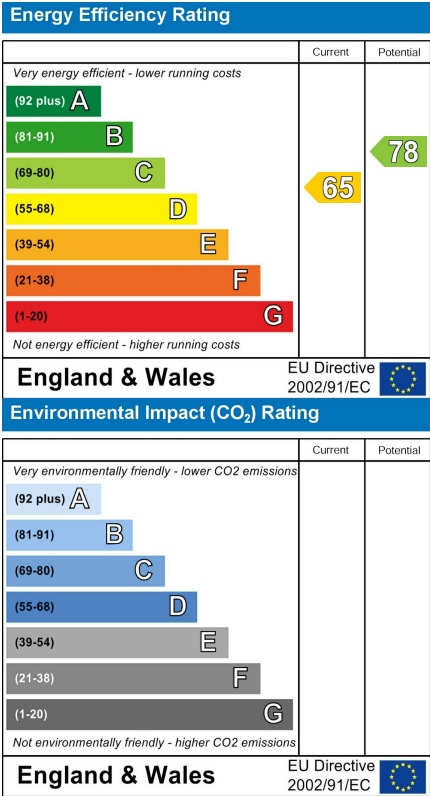 Energy Efficiency Rating
Current Potential
Very energy efficient - lower running costs
(92 plus) A
(81-91) B
(69-80) C
(55-68) D
(39-54) E
(21-38) F
(1-20) G
65
78
Not energy efficient - higher running costs
England & Wales
EU Directive
2002/91/EC
Environmental Impact (CO₂) Rating
Current Potential
Very environmentally friendly - lower CO2 emissions
(92 plus) A
(81-91) B
(69-80) C
(55-68) D
(39-54) E
(21-38) F
(1-20) G
Not environmentally friendly - higher CO2 emissions
England & Wales
EU Directive
2002/91/EC